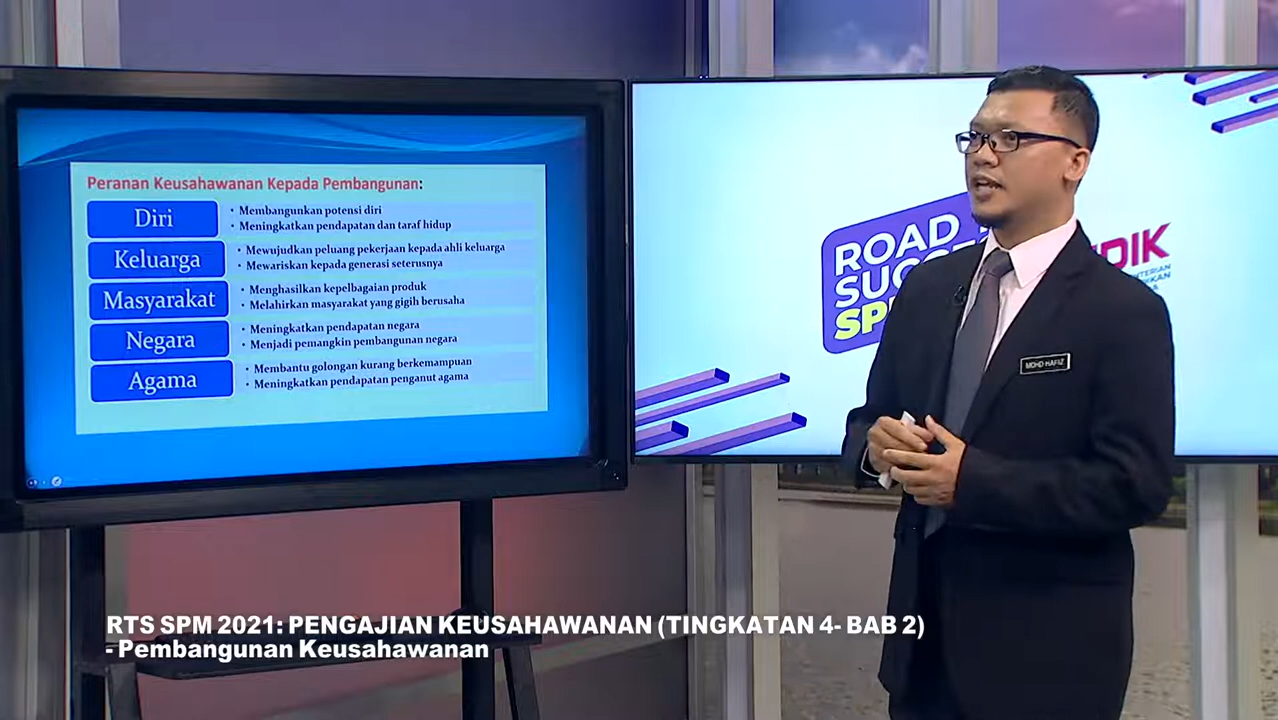 Peranan Keusahawanan Kepada Pembangunan:
Diri
• Membangunkan potensi diri
• Meningkatkan pendapatan dan taraf hidup
Keluarga
• Mewujudkan peluang pekerjaan kepada ahli keluarga
• Mewariskan kepada generasi seterusnya
Masyarakat
• Menghasilkan kepelbagaian produk
• Melahirkan masyarakat yang gigih berusaha
Negara
• Meningkatkan pendapatan negara
• Menjadi pemangkin pembangunan negara
Agama
• Membantu golongan kurang berkemampuan
• Meningkatkan pendapatan penganut agama
ROAD
MOHD HAFIZ
RTS SPM 2021: PENGAJIAN KEUSAHAWANAN (TINGKATAN 4- BAB 2)
- Pembangunan Keusahawanan